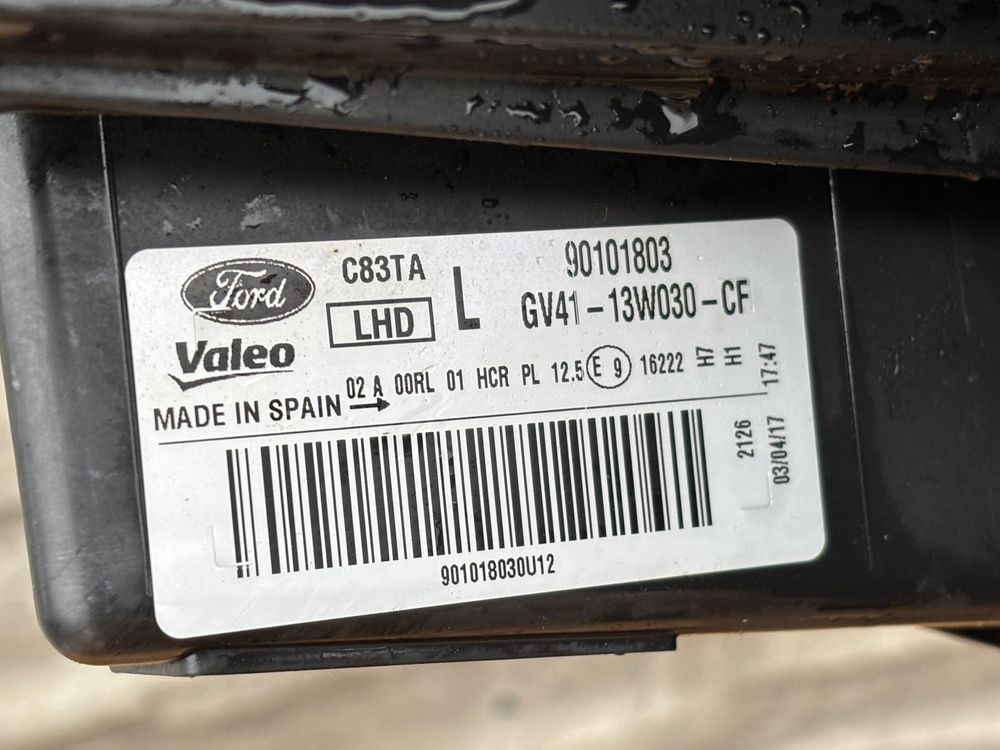 Ford
Valeo
MADE IN SPAIN
C83TA
LHD
L
90101803
GV41-13W030-CF
02 A 00RL 01 HCR PL 12.5 E 9 16222
H7
H1
17:47
2126
03/04/17
901018030U12